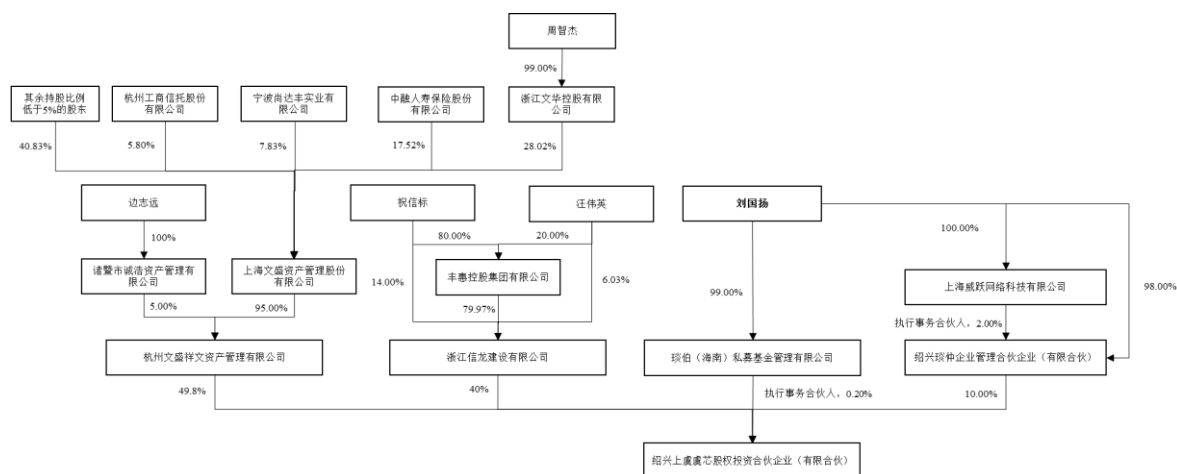 周智杰
99.00%
其余持股比例
低于5%的股东
杭州工商信托股份
有限公司
宁波尚达丰实业有
限公司
中融人寿保险股份
有限公司
浙江文华控股有限
公司
40.83%
5.80%
7.83%
17.52%
28.02%
边志远
祝信标
汪伟英
刘国扬
100%
80.00%
20.00%
100.00%
诸暨市诚浩资产管理有
限公司
上海文盛资产管理股份
有限公司
14.00%
丰惠控股集团有限公司
6.03%
99.00%
上海威跃网络科技有限公司
98.00%
5.00%
95.00%
79.97%
执行事务合伙人，2.00%
杭州文盛祥文资产管理有限公司
浙江信龙建设有限公司
琰伯（海南）私募基金管理有限公司
绍兴琰仲企业管理合伙企业（有限合伙）
49.8%
40%
执行事务合伙人，0.20%
10.00%
绍兴上虞虞芯股权投资合伙企业（有限合伙）